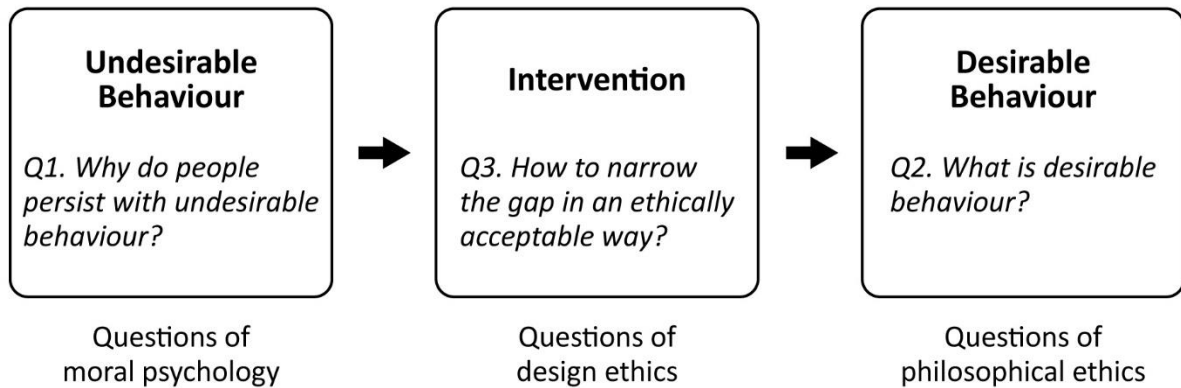 Undesirable
Behaviour
Q1. Why do people
persist with undesirable
behaviour?
Questions of
moral psychology
Intervention
Q3. How to narrow
the gap in an ethically
acceptable way?
Questions of
design ethics
Desirable
Behaviour
Q2. What is desirable
behaviour?
Questions of
philosophical ethics